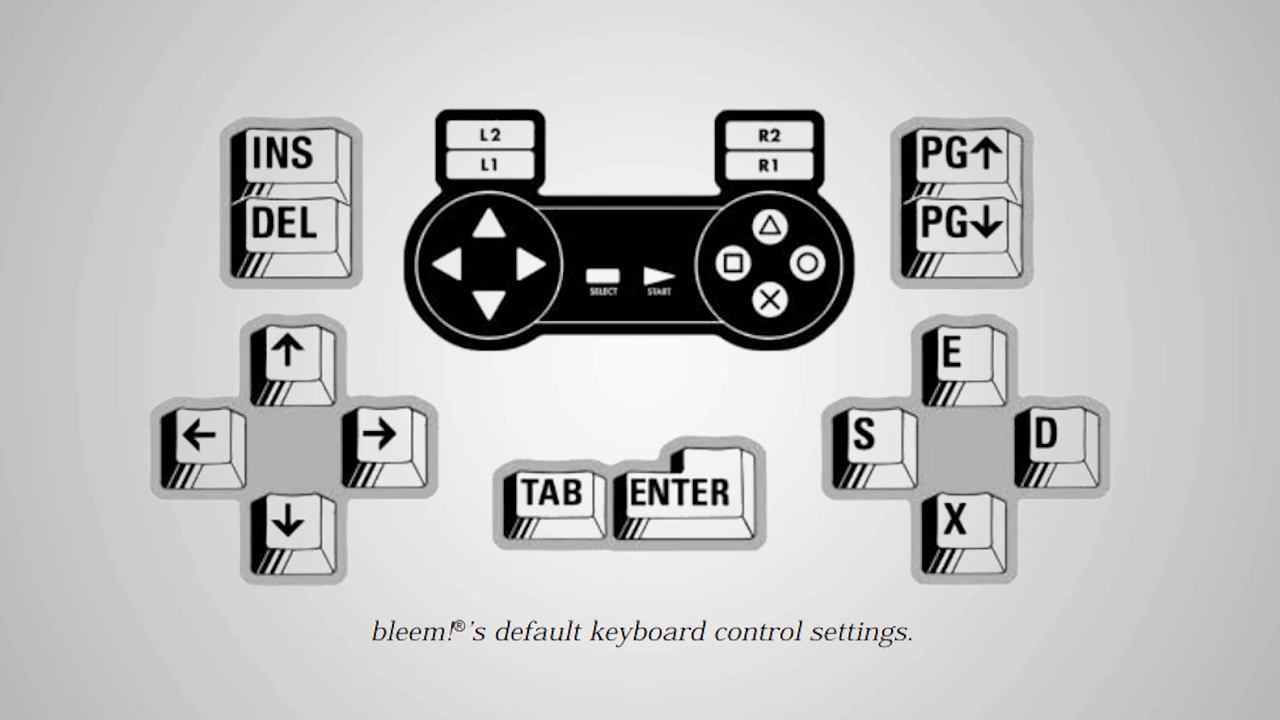 INS
DEL
L2
L1
R2
R1
PG↑
PG↓
SELECT
START
↑
←
→
↓
TAB
ENTER
E
S
D
X
bleem!®'s default keyboard control settings.